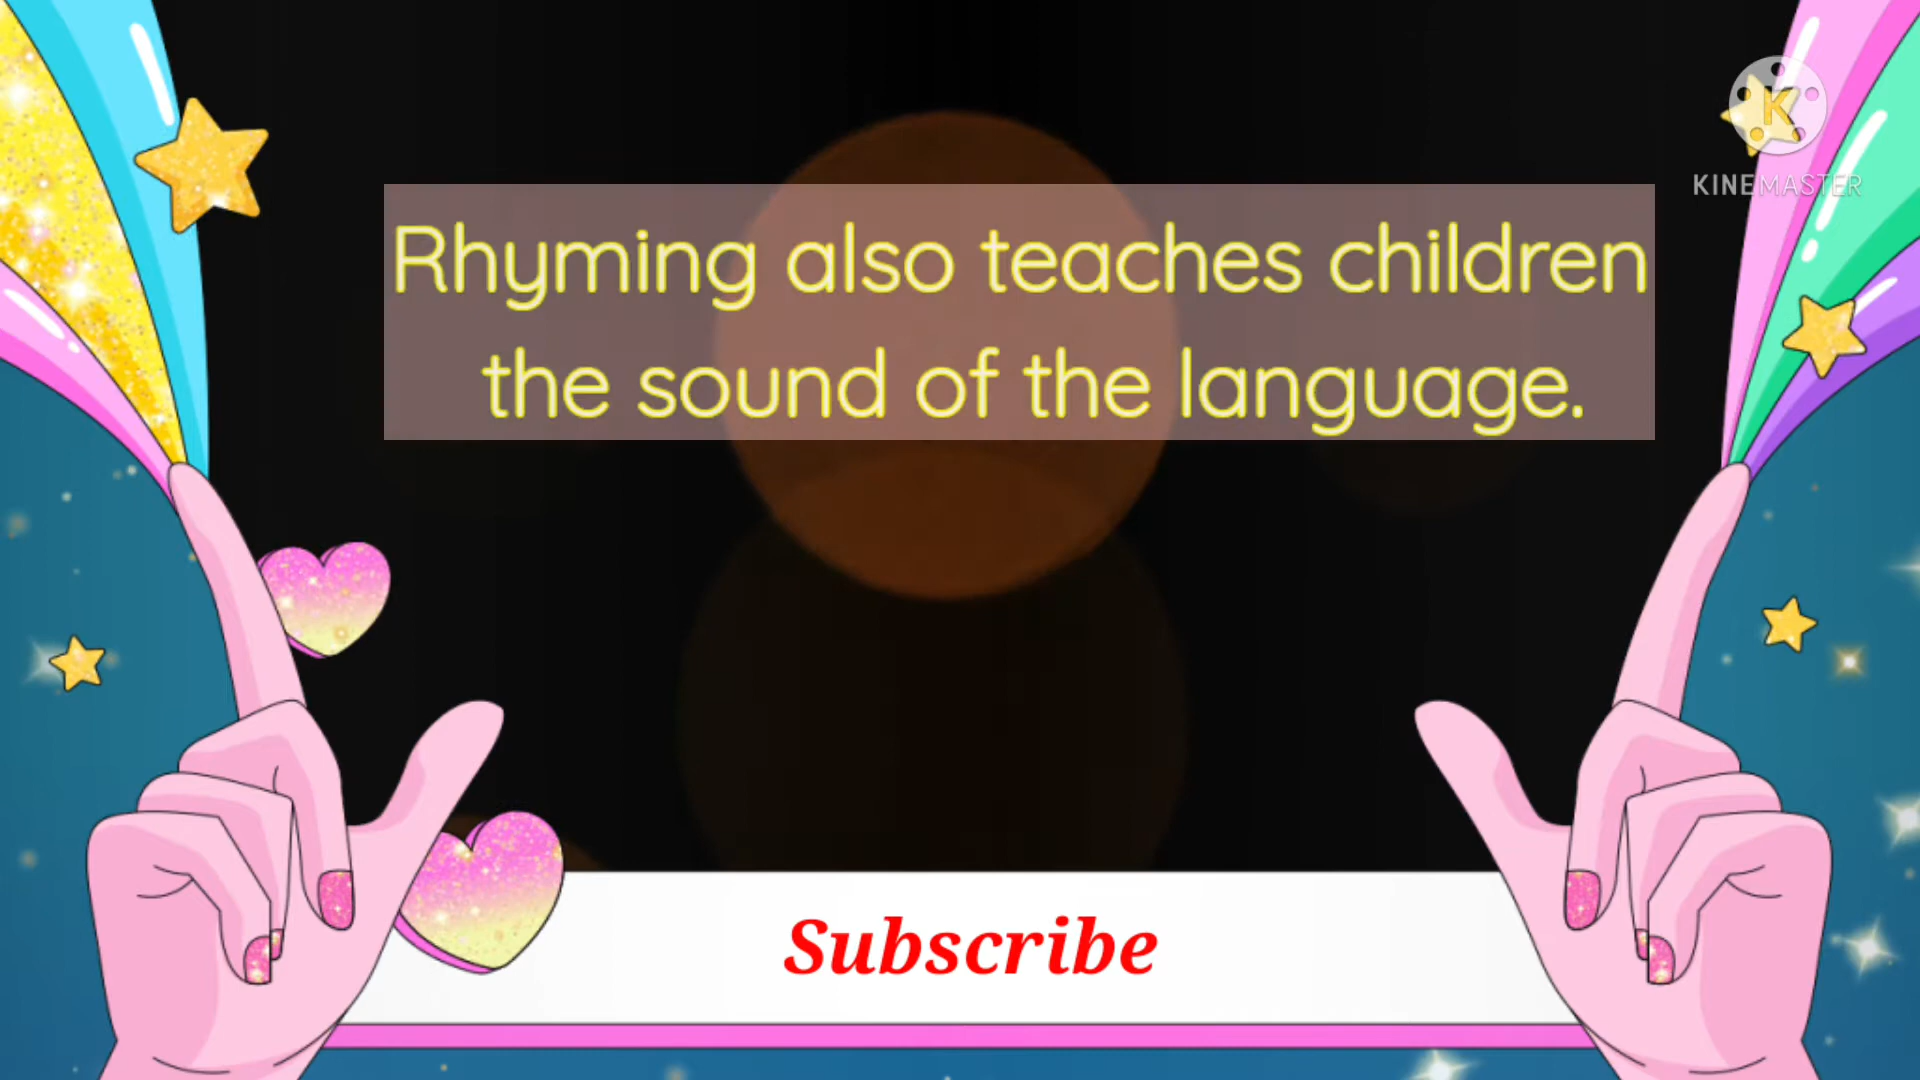 K
KINEMASTER
Rhyming also teaches children
the sound of the language.
Subscribe